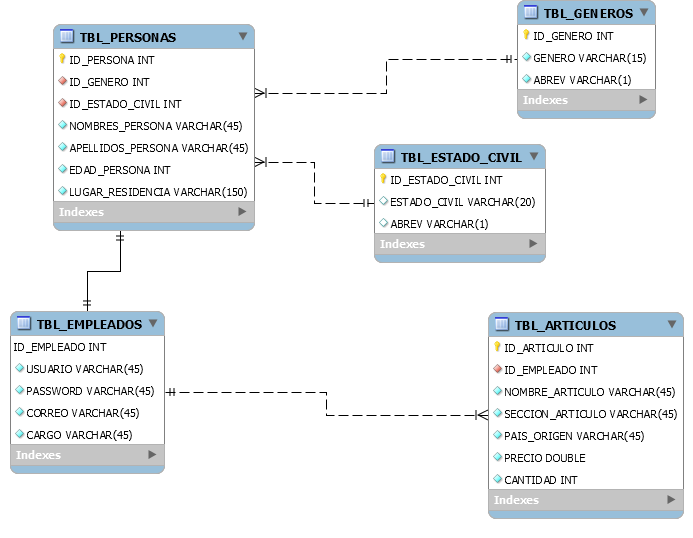 TBL_PERSONAS
ID_PERSONA INT
ID_GENERO INT
ID_ESTADO_CIVIL INT
NOMBRES_PERSONA VARCHAR(45)
APELLIDOS_PERSONA VARCHAR(45)
EDAD_PERSONA INT
LUGAR_RESIDENCIA VARCHAR(150)
Indexes
TBL_GENEROS
ID_GENERO INT
GENERO VARCHAR(15)
ABREV VARCHAR(1)
Indexes
TBL_ESTADO_CIVIL
ID_ESTADO_CIVIL INT
ESTADO_CIVIL VARCHAR(20)
ABREV VARCHAR(1)
Indexes
TBL_EMPLEADOS
ID_EMPLEADO INT
USUARIO VARCHAR(45)
PASSWORD VARCHAR(45)
CORREO VARCHAR(45)
CARGO VARCHAR(45)
Indexes
TBL_ARTICULOS
ID_ARTICULO INT
ID_EMPLEADO INT
NOMBRE_ARTICULO VARCHAR(45)
SECCION_ARTICULO VARCHAR(45)
PAIS_ORIGEN VARCHAR(45)
PRECIO DOUBLE
CANTIDAD INT
Indexes